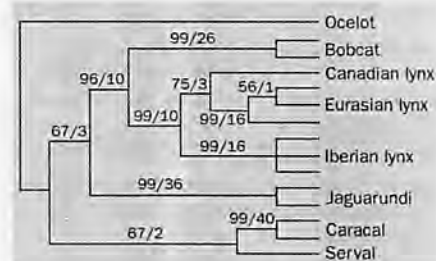 Ocelot
99/26
Bobcat
96/10
75/3
Canadian lynx
56/1
Eurasian lynx
99/10
99/16
67/3
99/16
Iberian lynx
99/36
Jaguarundi
99/40
Caracal
67/2
Serval